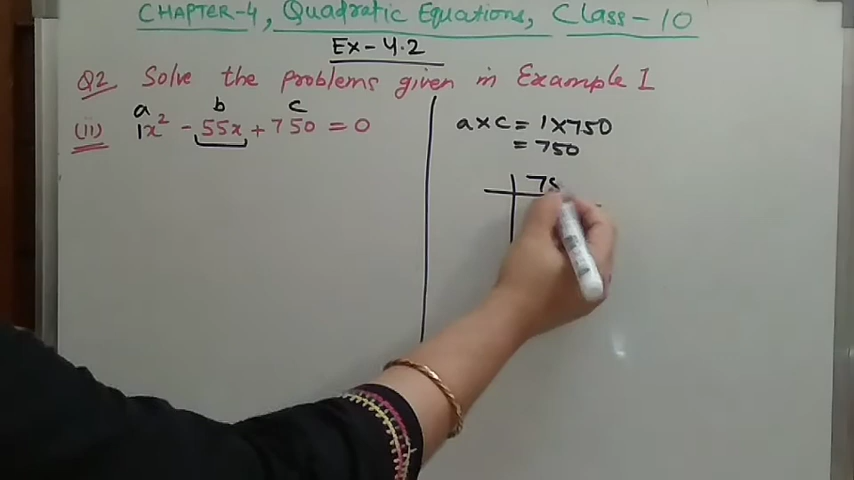 CHAPTER-4, Quadratic Equations, Class-10
Ex-4.2
Q2 Solve the problems given in Example 1
a b c
(ii) 1x² - 55x + 750 = 0
a×c = 1×750
= 750
75